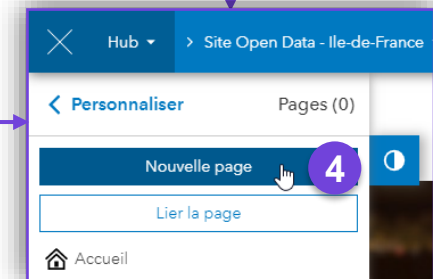 Hub > Site Open Data - Ile-de-France
Personnaliser Pages (0)
Nouvelle page 4
Lier la page
Accueil